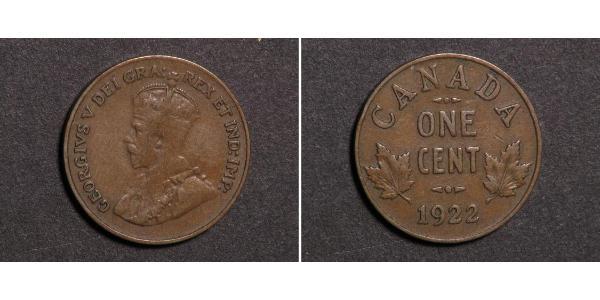 GEORGIVS V DEI GRA: REX ET IND: IMP:
CANADA
ONE
CENT
1922